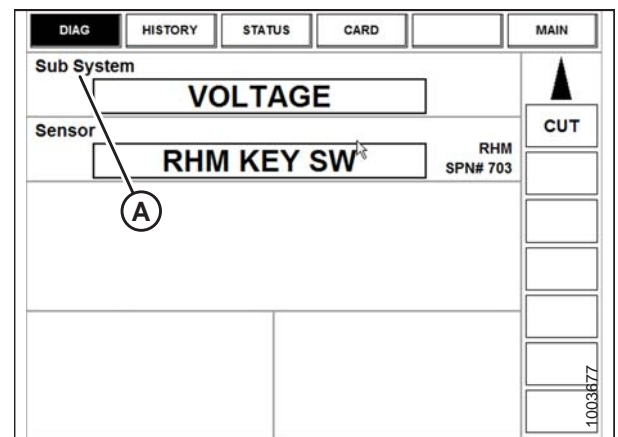 DIAG HISTORY STATUS CARD MAIN
Sub System
VOLTAGE
CUT
Sensor
RHM KEY SW
RHM
SPN# 703
A
1003677